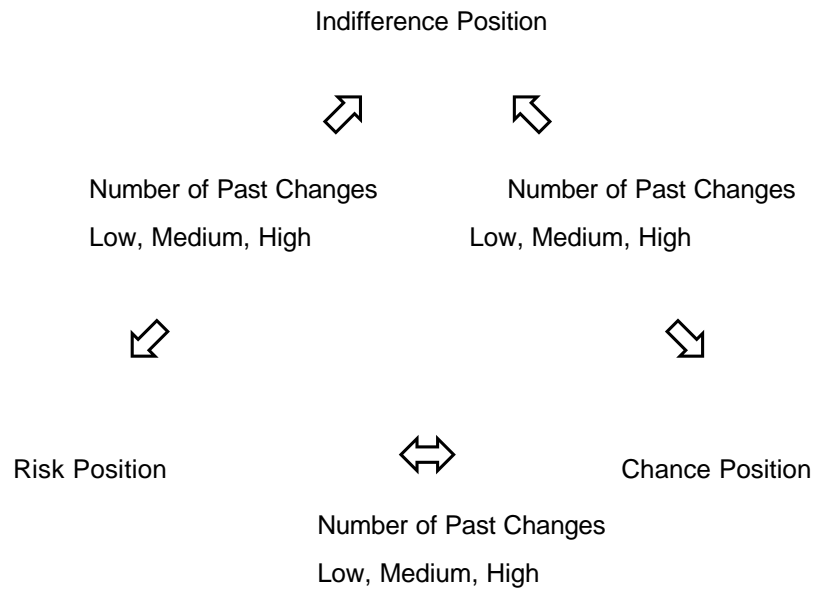 Indifference Position
Number of Past Changes
Low, Medium, High
Number of Past Changes
Low, Medium, High
Risk Position
Chance Position
Number of Past Changes
Low, Medium, High